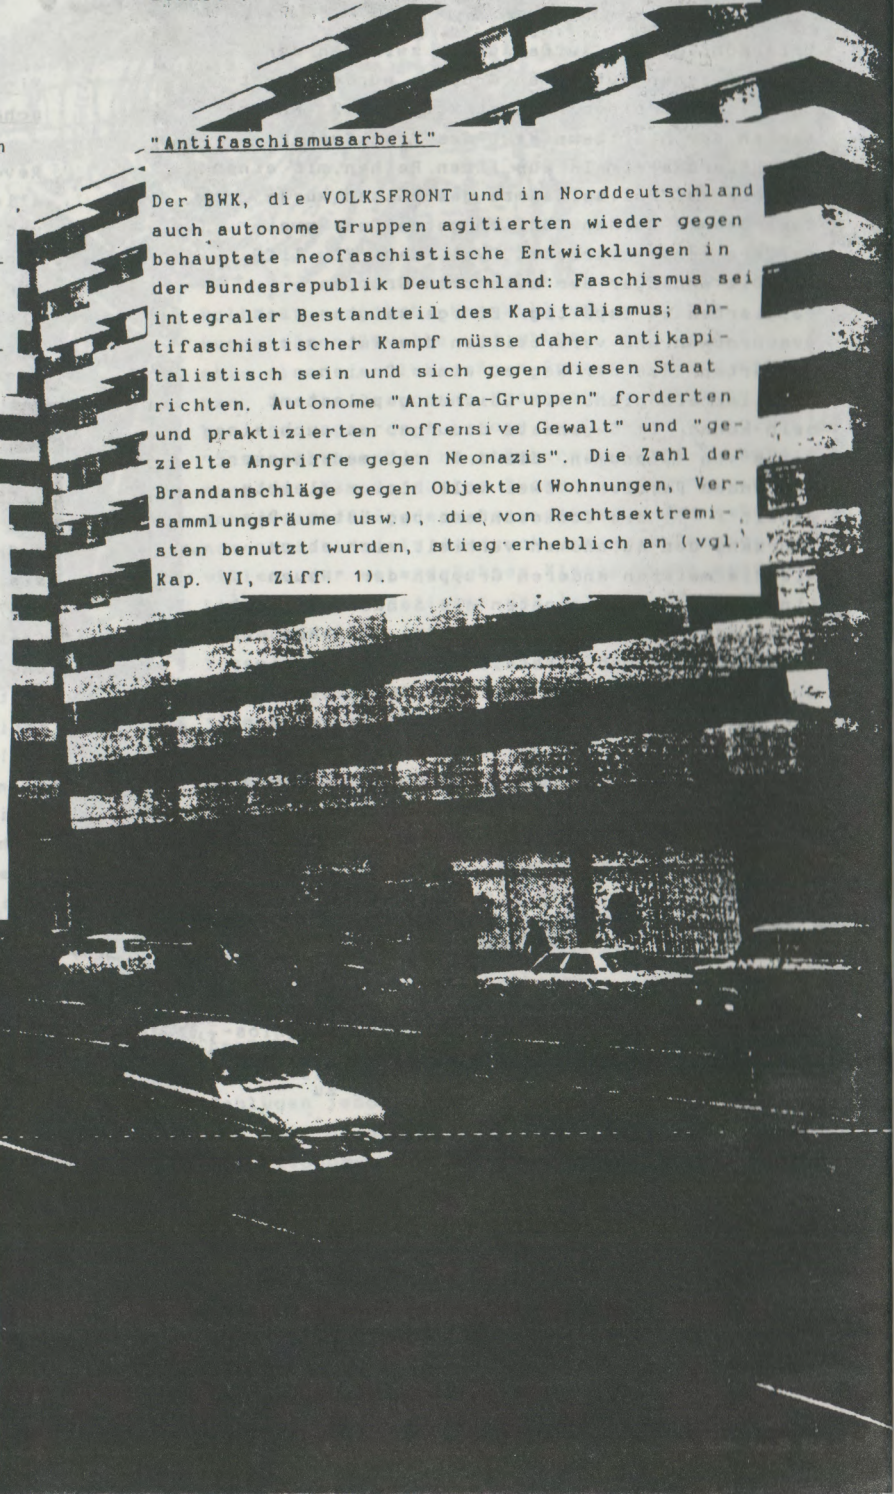 "Antifaschismusarbeit"
Der BWK, die VOLKSFRONT und in Norddeutschland
auch autonome Gruppen agitierten wieder gegen
behauptete neofaschistische Entwicklungen in
der Bundesrepublik Deutschland: Faschismus sei
integraler Bestandteil des Kapitalismus; an-
tifaschistischer Kampf müsse daher antikapi-
talistisch sein und sich gegen diesen Staat
richten. Autonome "Antifa-Gruppen" forderten
und praktizierten "offensive Gewalt" und "ge-
zielte Angriffe gegen Neonazis". Die Zahl der
Brandanschläge gegen Objekte (Wohnungen, Ver-
sammlungsräume usw.), die von Rechtsextremi-
sten benutzt wurden, stieg erheblich an (vgl.
Kap. VI, Ziff. 1).